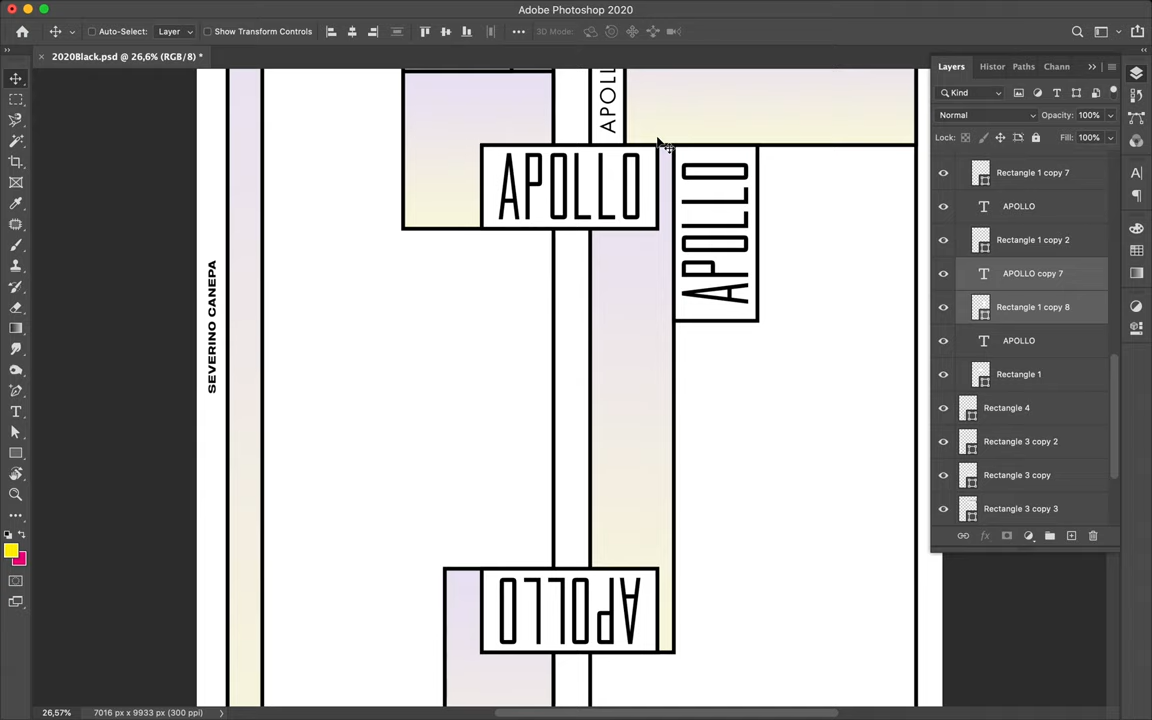 Adobe Photoshop 2020
Auto-Select:
Layer
Show Transform Controls
3D Mode:
2020Black.psd @ 26,6% (RGB/8) *
Layers
Histor
Paths
Chann
Kind
Normal
Opacity: 100%
Lock:
Fill: 100%
Rectangle 1 copy 7
APOLLO
Rectangle 1 copy 2
APOLLO copy 7
Rectangle 1 copy 8
APOLLO
Rectangle 1
Rectangle 4
Rectangle 3 copy 2
Rectangle 3 copy
Rectangle 3 copy 3
APOLL
APOLLO
APOLLO
SEVERINO CANEPA
APOLLO
26,57%
7016 px x 9933 px (300 ppi)